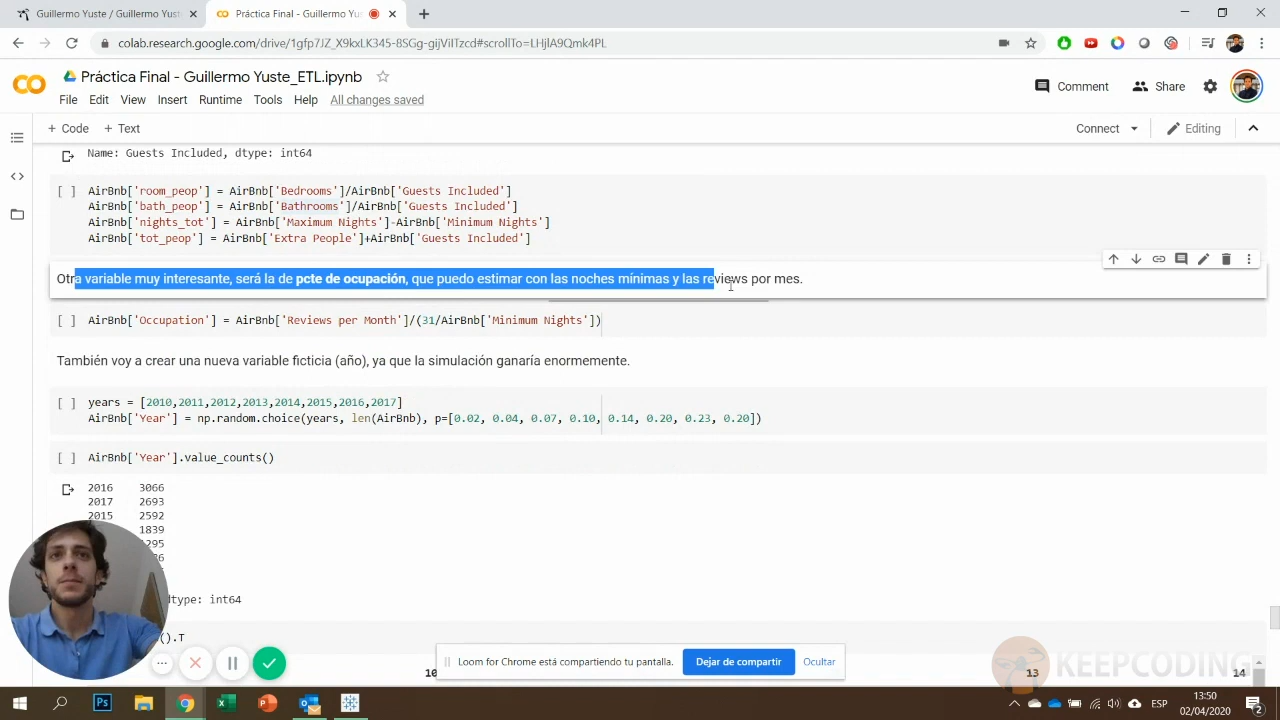 Guillermo Yuste / Guillermo Yust
Práctica Final - Guillermo Yu
colab.research.google.com/drive/1gfp7JZ_X9kxLK345-8SGg-gijViITzcd#scrollTo=LHjlA9Qmk4PL
Práctica Final - Guillermo Yuste_ETL.ipynb
Comment
Share
File Edit View Insert Runtime Tools Help All changes saved
+ Code + Text
Connect
Editing
Name: Guests Included, dtype: int64
[ ] AirBnb['room_peop'] = AirBnb['Bedrooms']/AirBnb['Guests Included']
AirBnb['bath_peop'] = AirBnb['Bathrooms']/AirBnb['Guests Included']
AirBnb['nights_tot'] = AirBnb['Maximum Nights']-AirBnb['Minimum Nights']
AirBnb['tot_peop'] = AirBnb['Extra People']+AirBnb['Guests Included']
Otra variable muy interesante, será la de pcte de ocupación, que puedo estimar con las noches mínimas y las reviews por mes.
[ ] AirBnb['Occupation'] = AirBnb['Reviews per Month']/(31/AirBnb['Minimum Nights'])
También voy a crear una nueva variable ficticia (año), ya que la simulación ganaría enormemente.
[ ] years = [2010,2011,2012,2013,2014,2015,2016,2017]
AirBnb['Year'] = np.random.choice(years, len(AirBnb), p=[0.02, 0.04, 0.07, 0.10, 0.14, 0.20, 0.23, 0.20])
[ ] AirBnb['Year'].value_counts()
2016 3066
2017 2693
2015 2592
1839
1295
dtype: int64
().T
Loom for Chrome está compartiendo tu pantalla.
Dejar de compartir
Ocultar
KEEPCODING
10
13
14
13:50
ESP
02/04/2020
2